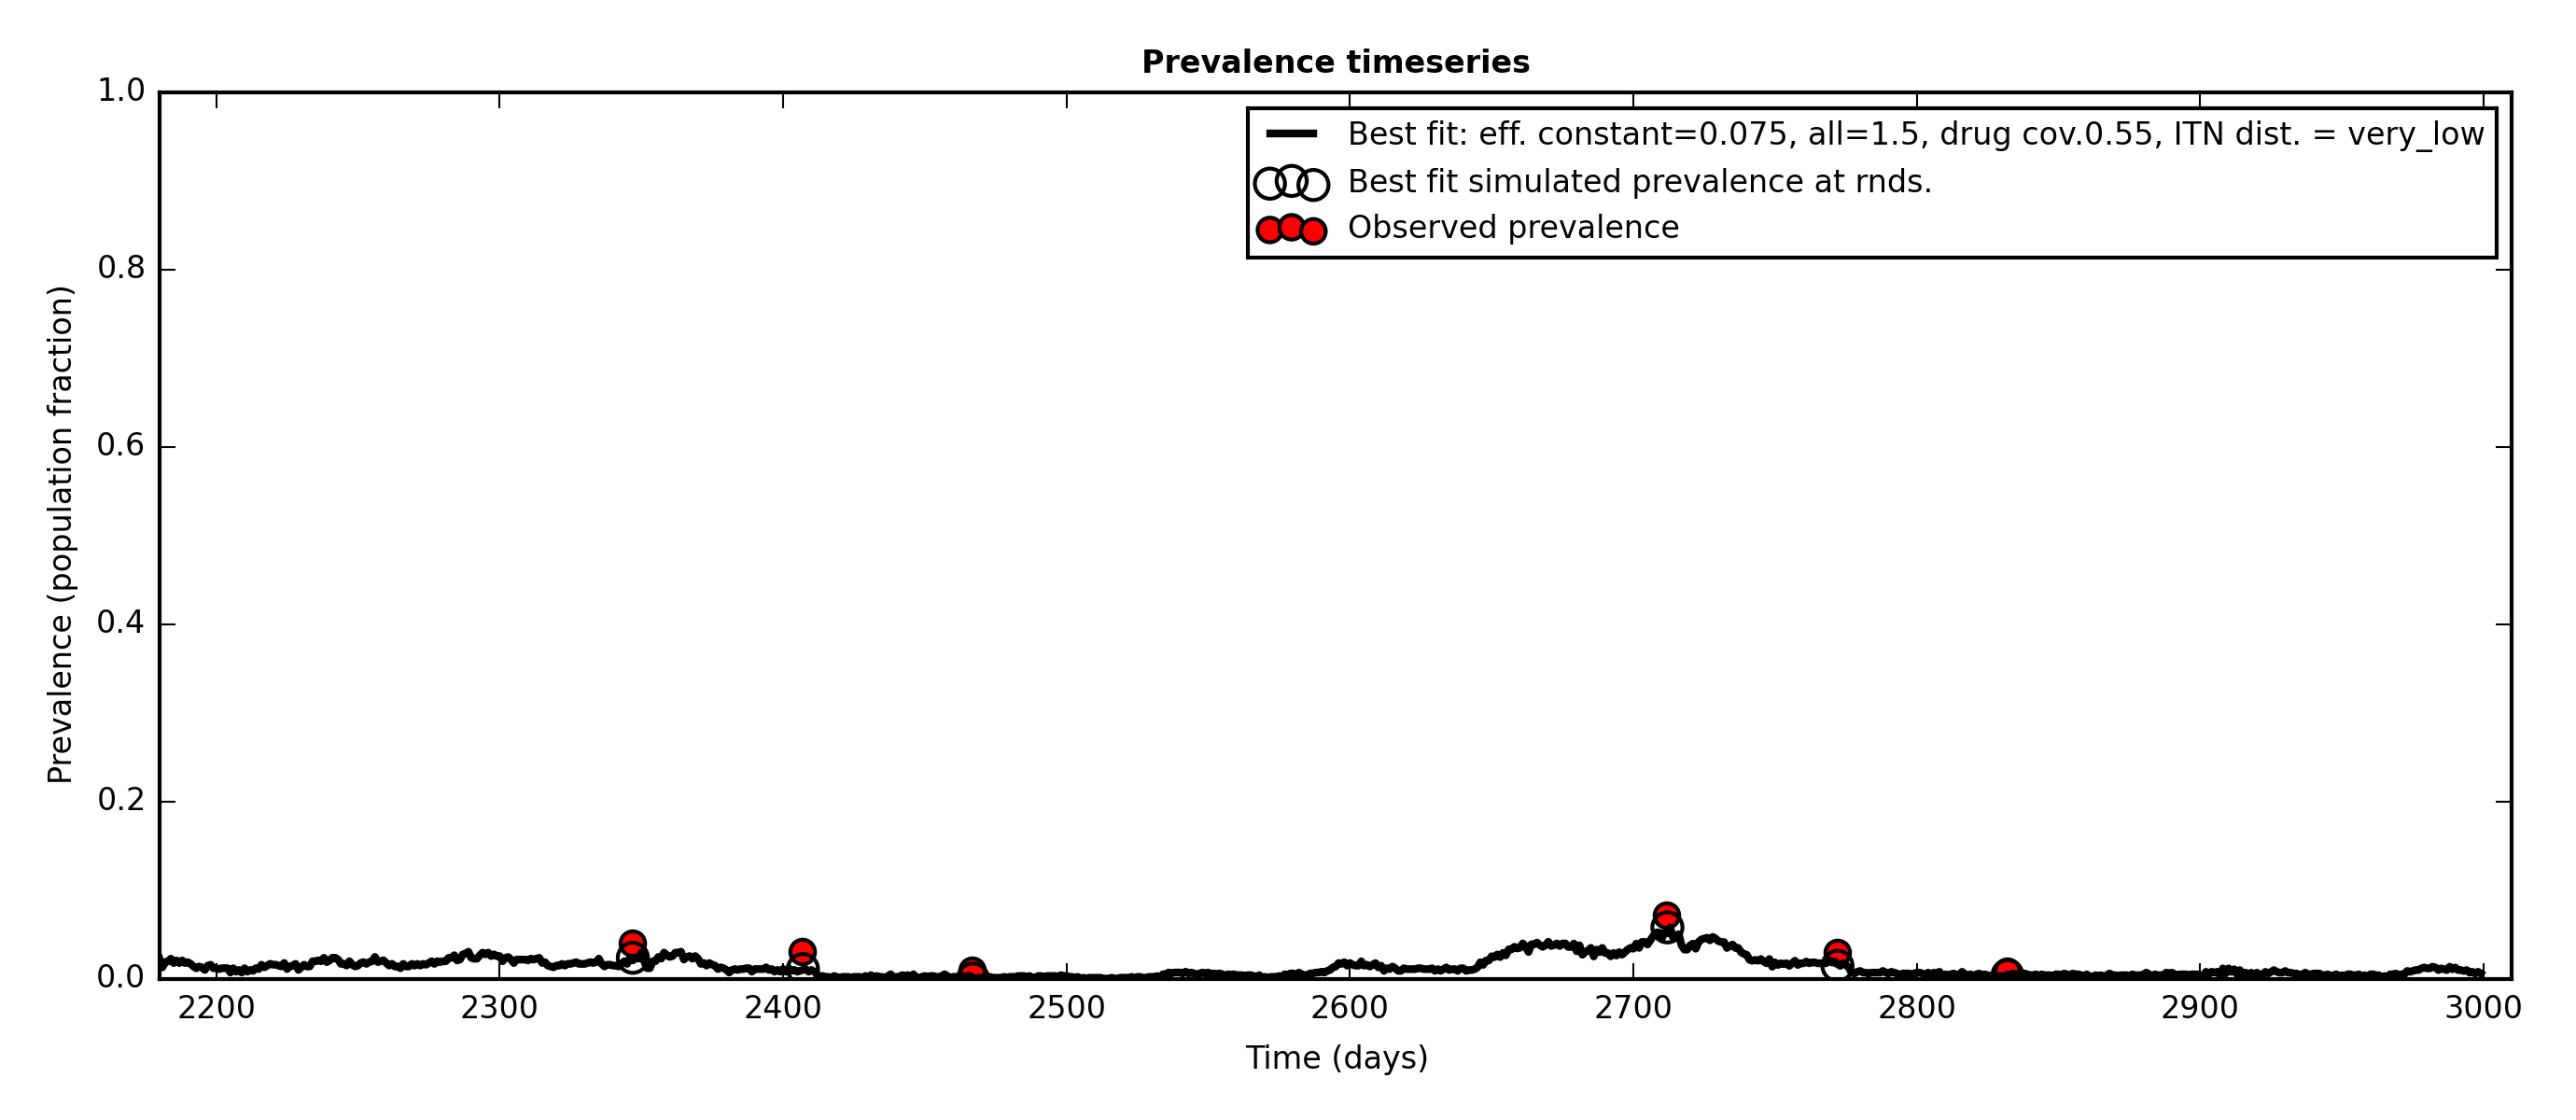 Prevalence timeseries
1.0
0.8
0.6
0.4
0.2
0.0
Prevalence (population fraction)
Best fit: eff. constant=0.075, all=1.5, drug cov.0.55, ITN dist. = very_low
Best fit simulated prevalence at rnds.
Observed prevalence
2200 2300 2400 2500 2600 2700 2800 2900 3000
Time (days)